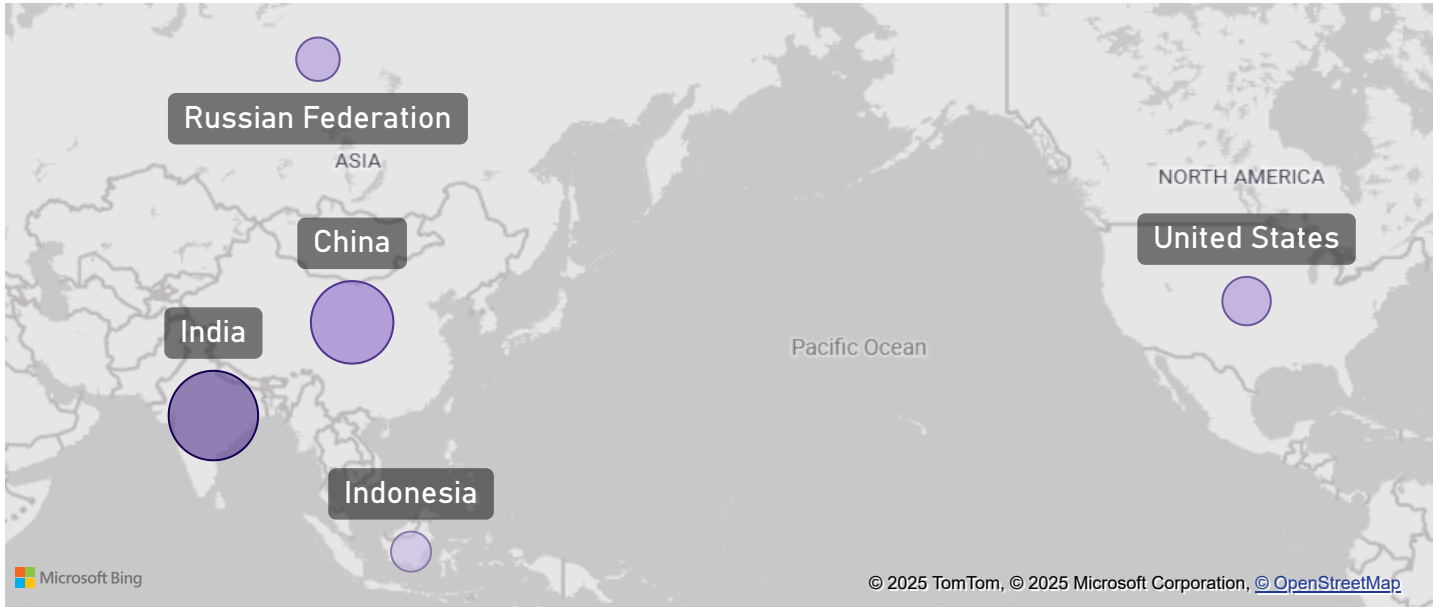 Russian Federation
ASIA
NORTH AMERICA
China
United States
India
Pacific Ocean
Indonesia
Microsoft Bing
© 2025 TomTom, © 2025 Microsoft Corporation, © OpenStreetMap